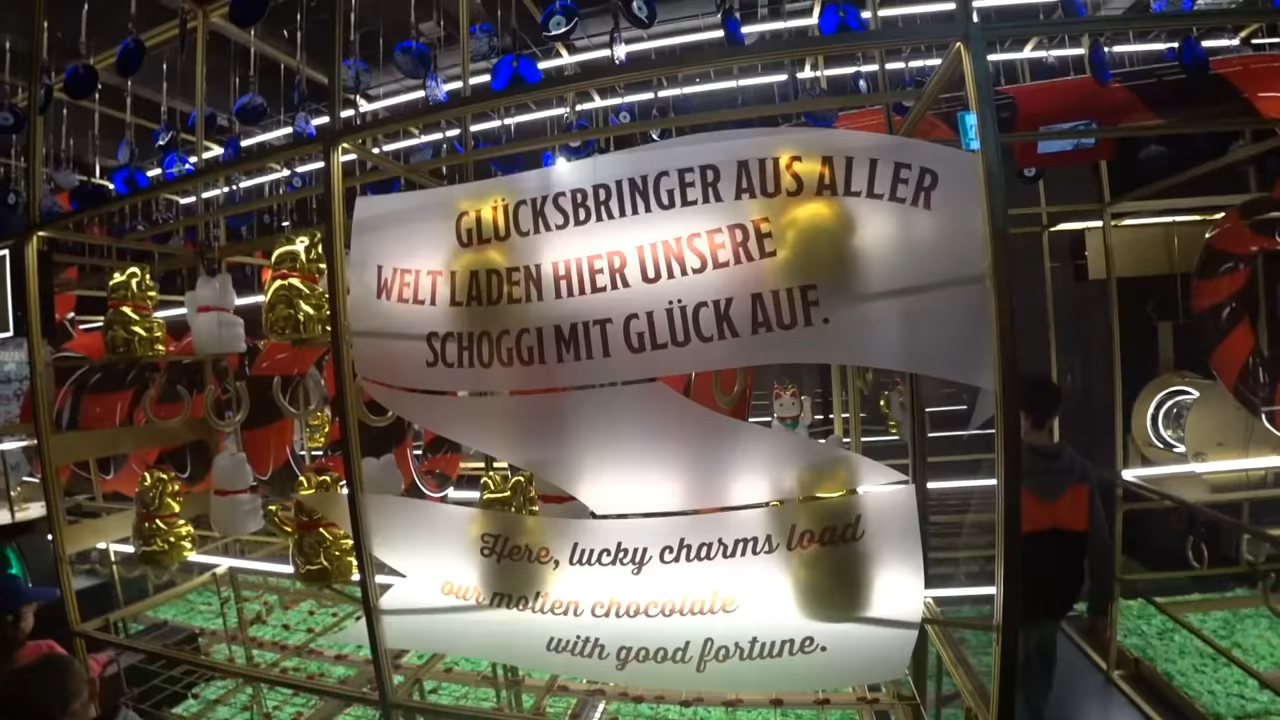 GLÜCKSBRINGER AUS ALLER
WELT LADEN HIER UNSERE
SCHOGGI MIT GLÜCK AUF.
Here, lucky charms load
our molten chocolate
with good fortune.